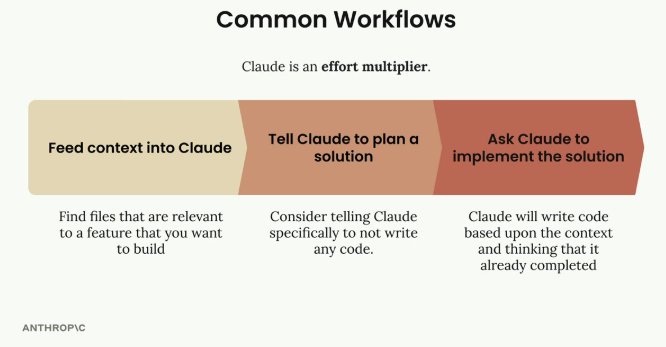 Common Workflows
Claude is an effort multiplier.
Feed context into Claude
Tell Claude to plan a
solution
Ask Claude to
implement the solution
Find files that are relevant
to a feature that you want
to build
Consider telling Claude
specifically to not write
any code.
Claude will write code
based upon the context
and thinking that it
already completed
ANTHROP\C